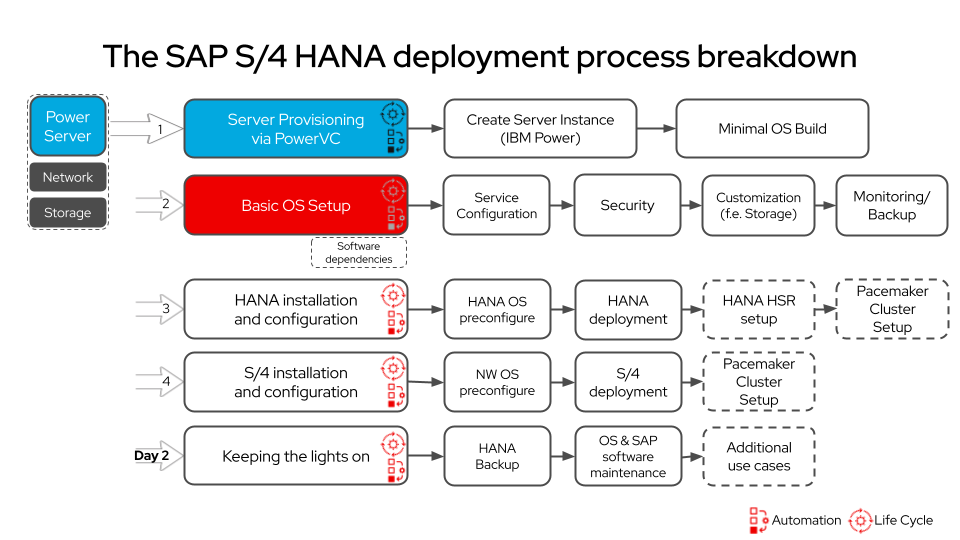 The SAP S/4 HANA deployment process breakdown
Power
Server
Network
Storage
1
Server Provisioning
via PowerVC
Create Server Instance
(IBM Power)
Minimal OS Build
2
Basic OS Setup
Software
dependencies
Service
Configuration
Security
Customization
(f.e. Storage)
Monitoring/
Backup
3
HANA installation
and configuration
HANA OS
preconfigure
HANA
deployment
HANA HSR
setup
Pacemaker
Cluster
Setup
4
S/4 installation
and configuration
NW OS
preconfigure
S/4
deployment
Pacemaker
Cluster
Setup
Day 2
Keeping the lights on
HANA
Backup
OS & SAP
software
maintenance
Additional
use cases
Automation
Life Cycle